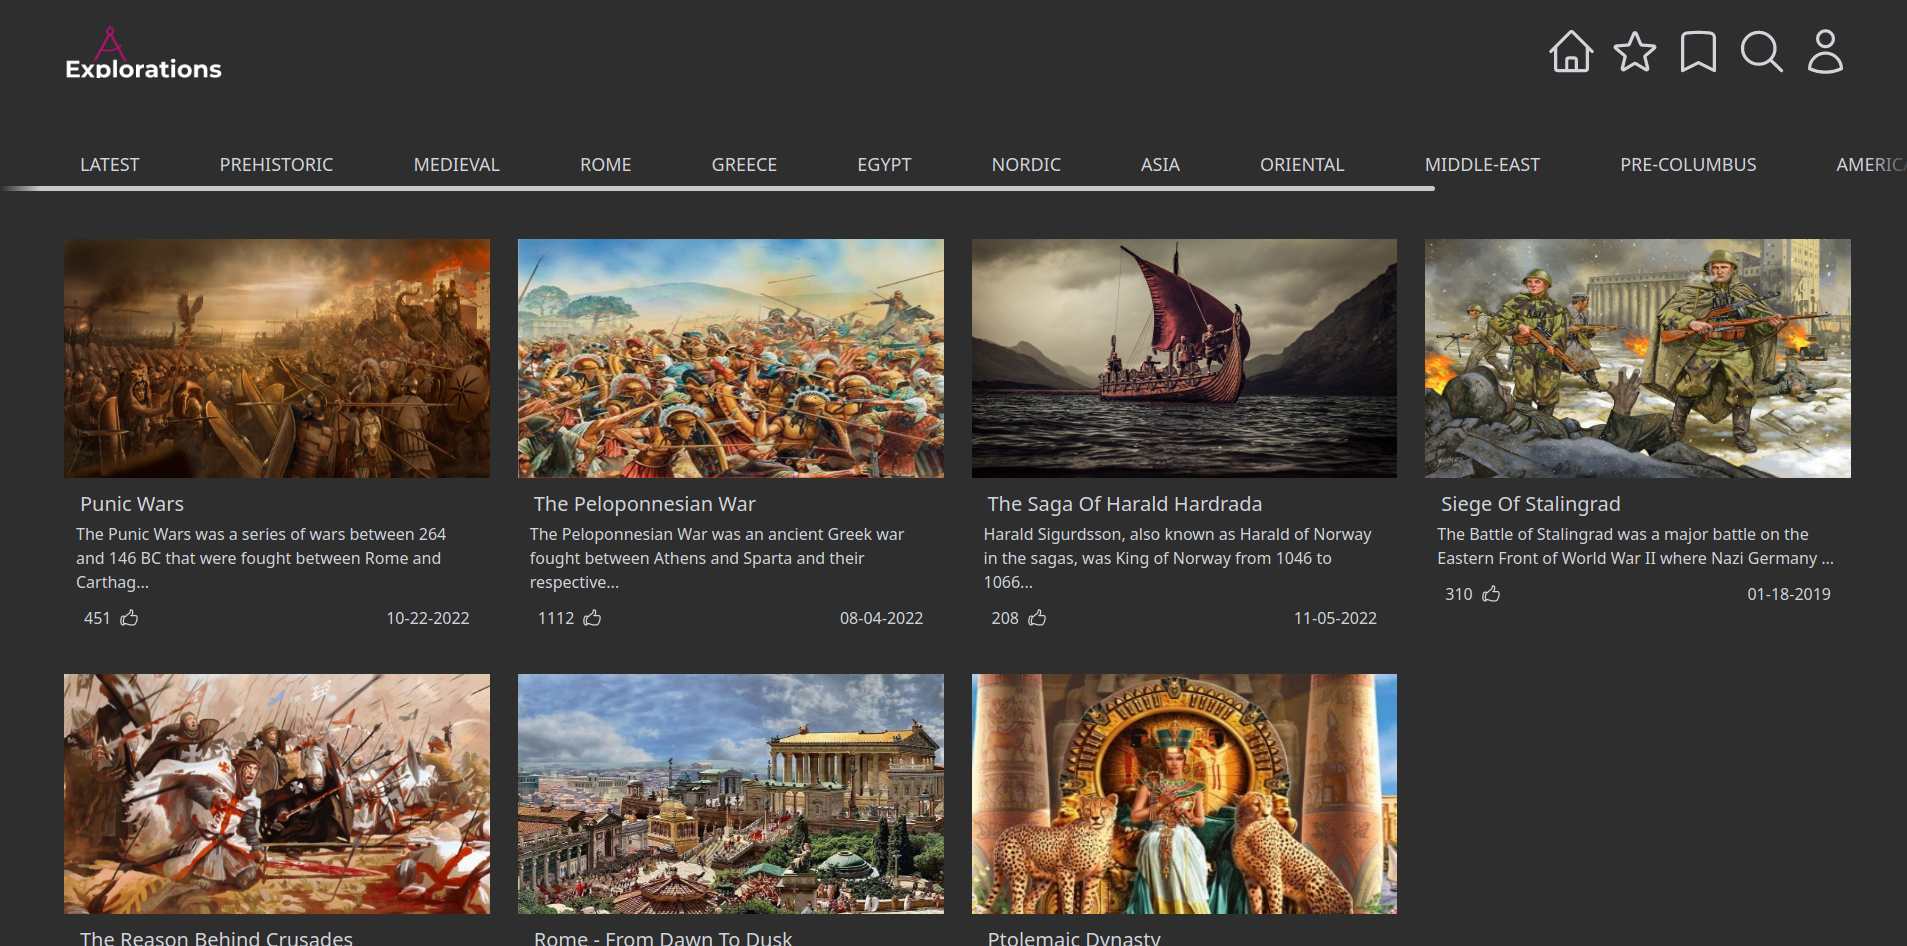 Explorations
LATEST PREHISTORIC MEDIEVAL ROME GREECE EGYPT NORDIC ASIA ORIENTAL MIDDLE-EAST PRE-COLUMBUS AMERICA
Punic Wars
The Punic Wars was a series of wars between 264
and 146 BC that were fought between Rome and
Carthag...
451 10-22-2022
The Peloponnesian War
The Peloponnesian War was an ancient Greek war
fought between Athens and Sparta and their
respective...
1112 08-04-2022
The Saga Of Harald Hardrada
Harald Sigurdsson, also known as Harald of Norway
in the sagas, was King of Norway from 1046 to
1066...
208 11-05-2022
Siege Of Stalingrad
The Battle of Stalingrad was a major battle on the
Eastern Front of World War II where Nazi Germany ...
310 01-18-2019
The Reason Behind Crusades
Rome - From Dawn To Dusk
Ptolemaic Dynasty